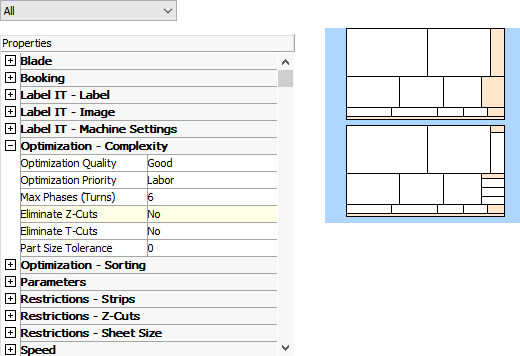 All
Properties
Blade
Booking
Label IT - Label
Label IT - Image
Label IT - Machine Settings
Optimization - Complexity
Optimization Quality Good
Optimization Priority Labor
Max Phases (Turns) 6
Eliminate Z-Cuts No
Eliminate T-Cuts No
Part Size Tolerance 0
Optimization - Sorting
Parameters
Restrictions - Strips
Restrictions - Z-Cuts
Restrictions - Sheet Size
Speed